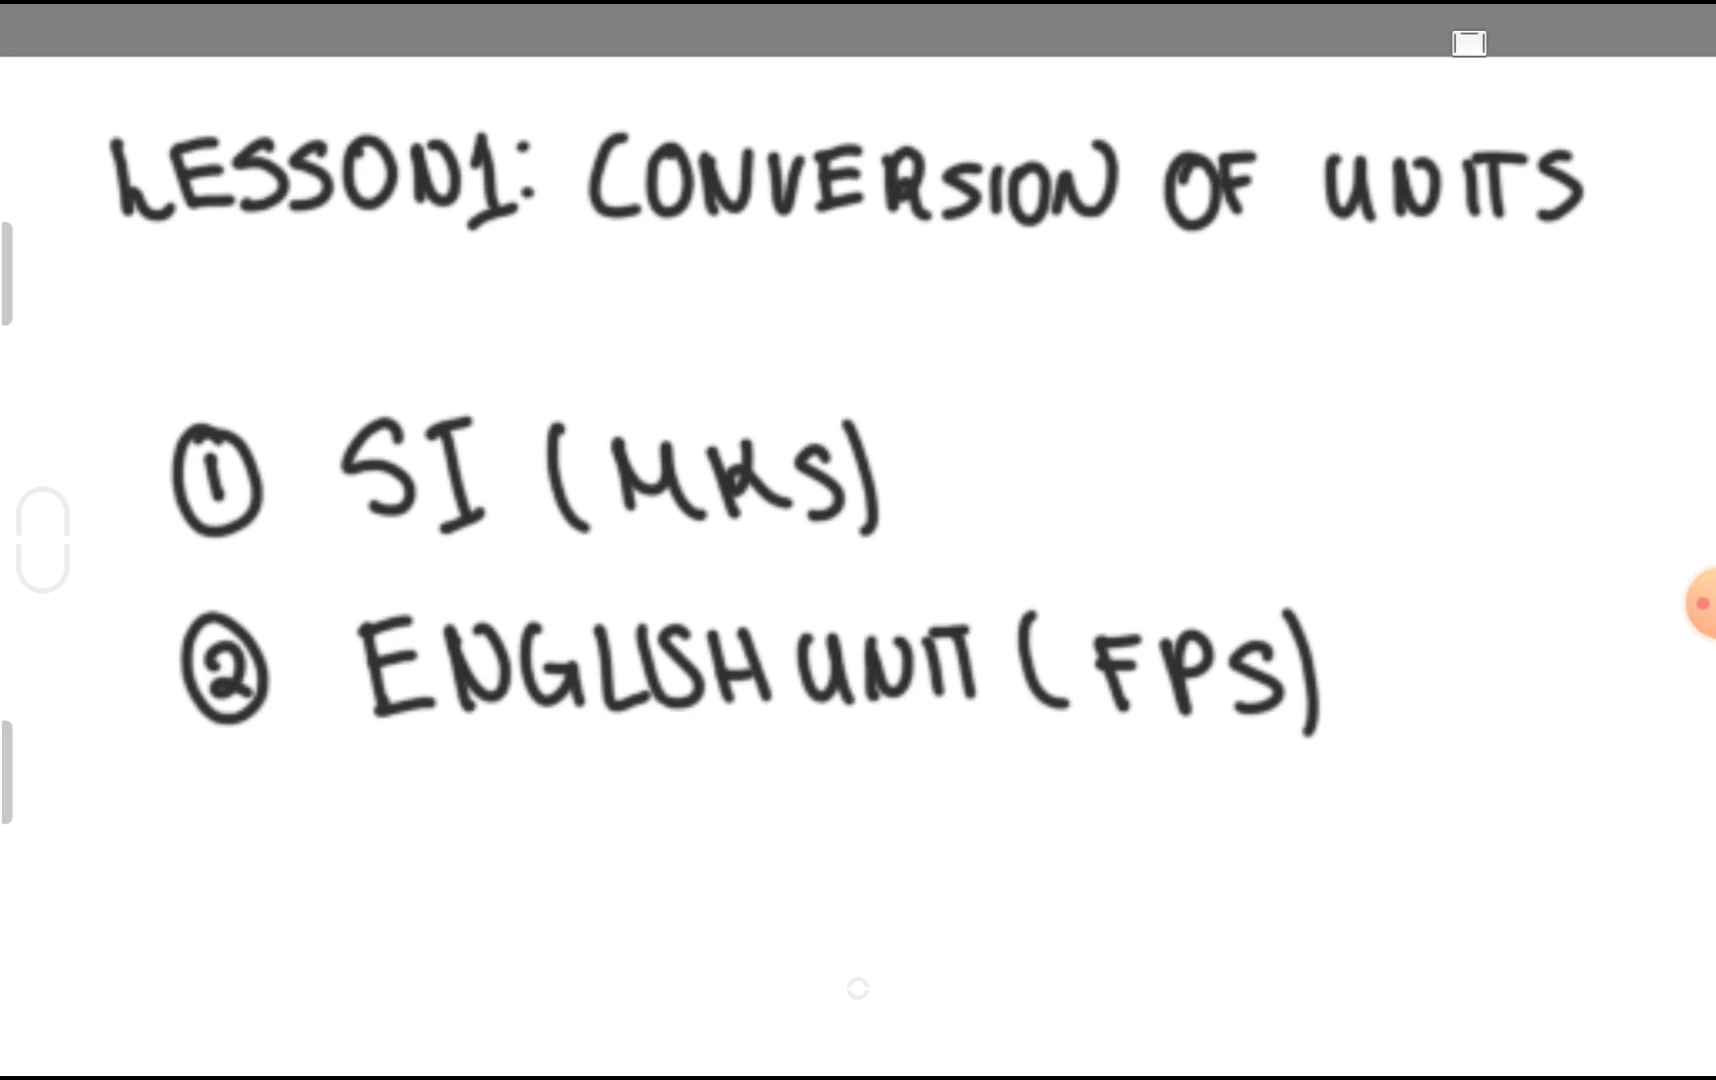 LESSON1: CONVERSION OF UNITS
① SI (MKS)
② ENGLISH UNIT (FPS)